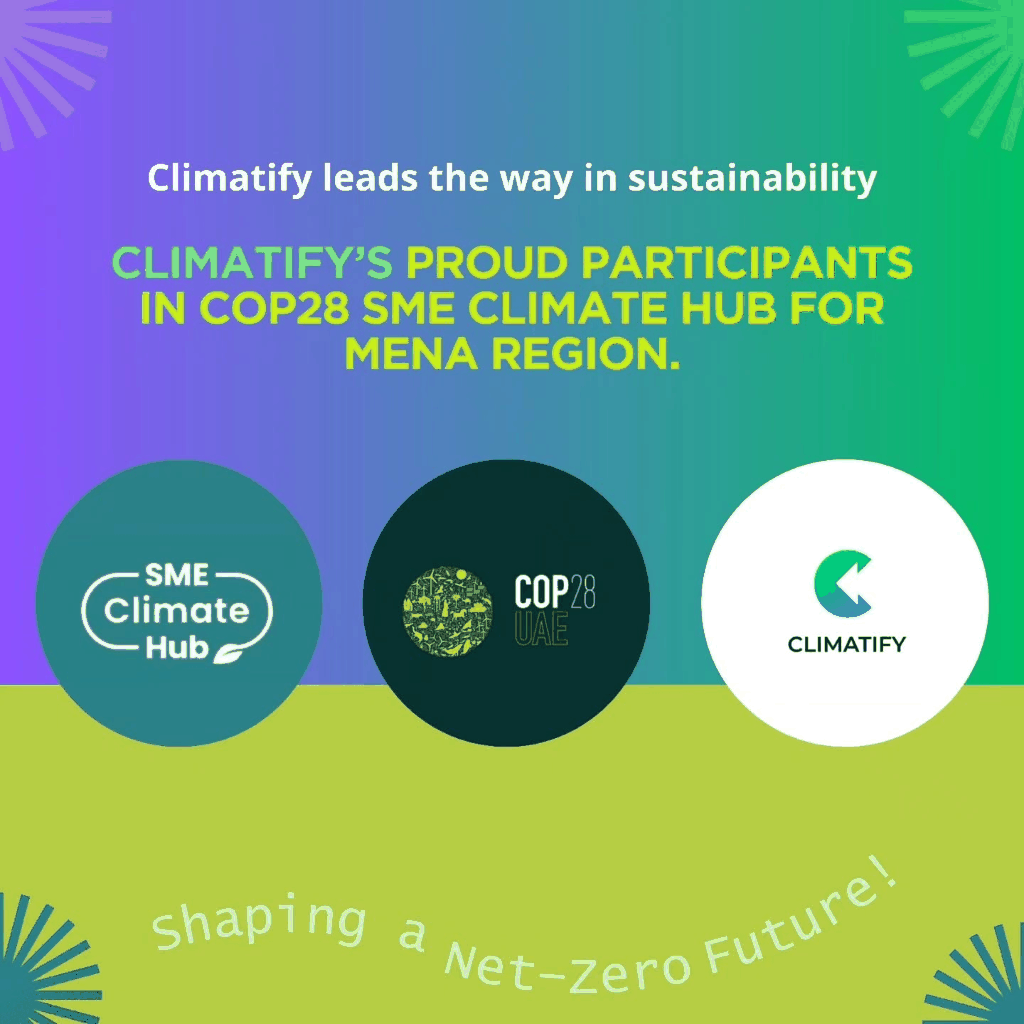 Climatify leads the way in sustainability
CLIMATIFY’S PROUD PARTICIPANTS
IN COP28 SME CLIMATE HUB FOR
MENA REGION.
SME
Climate
Hub
COP28
UAE
CLIMATIFY
Shaping a Net-Zero Future!